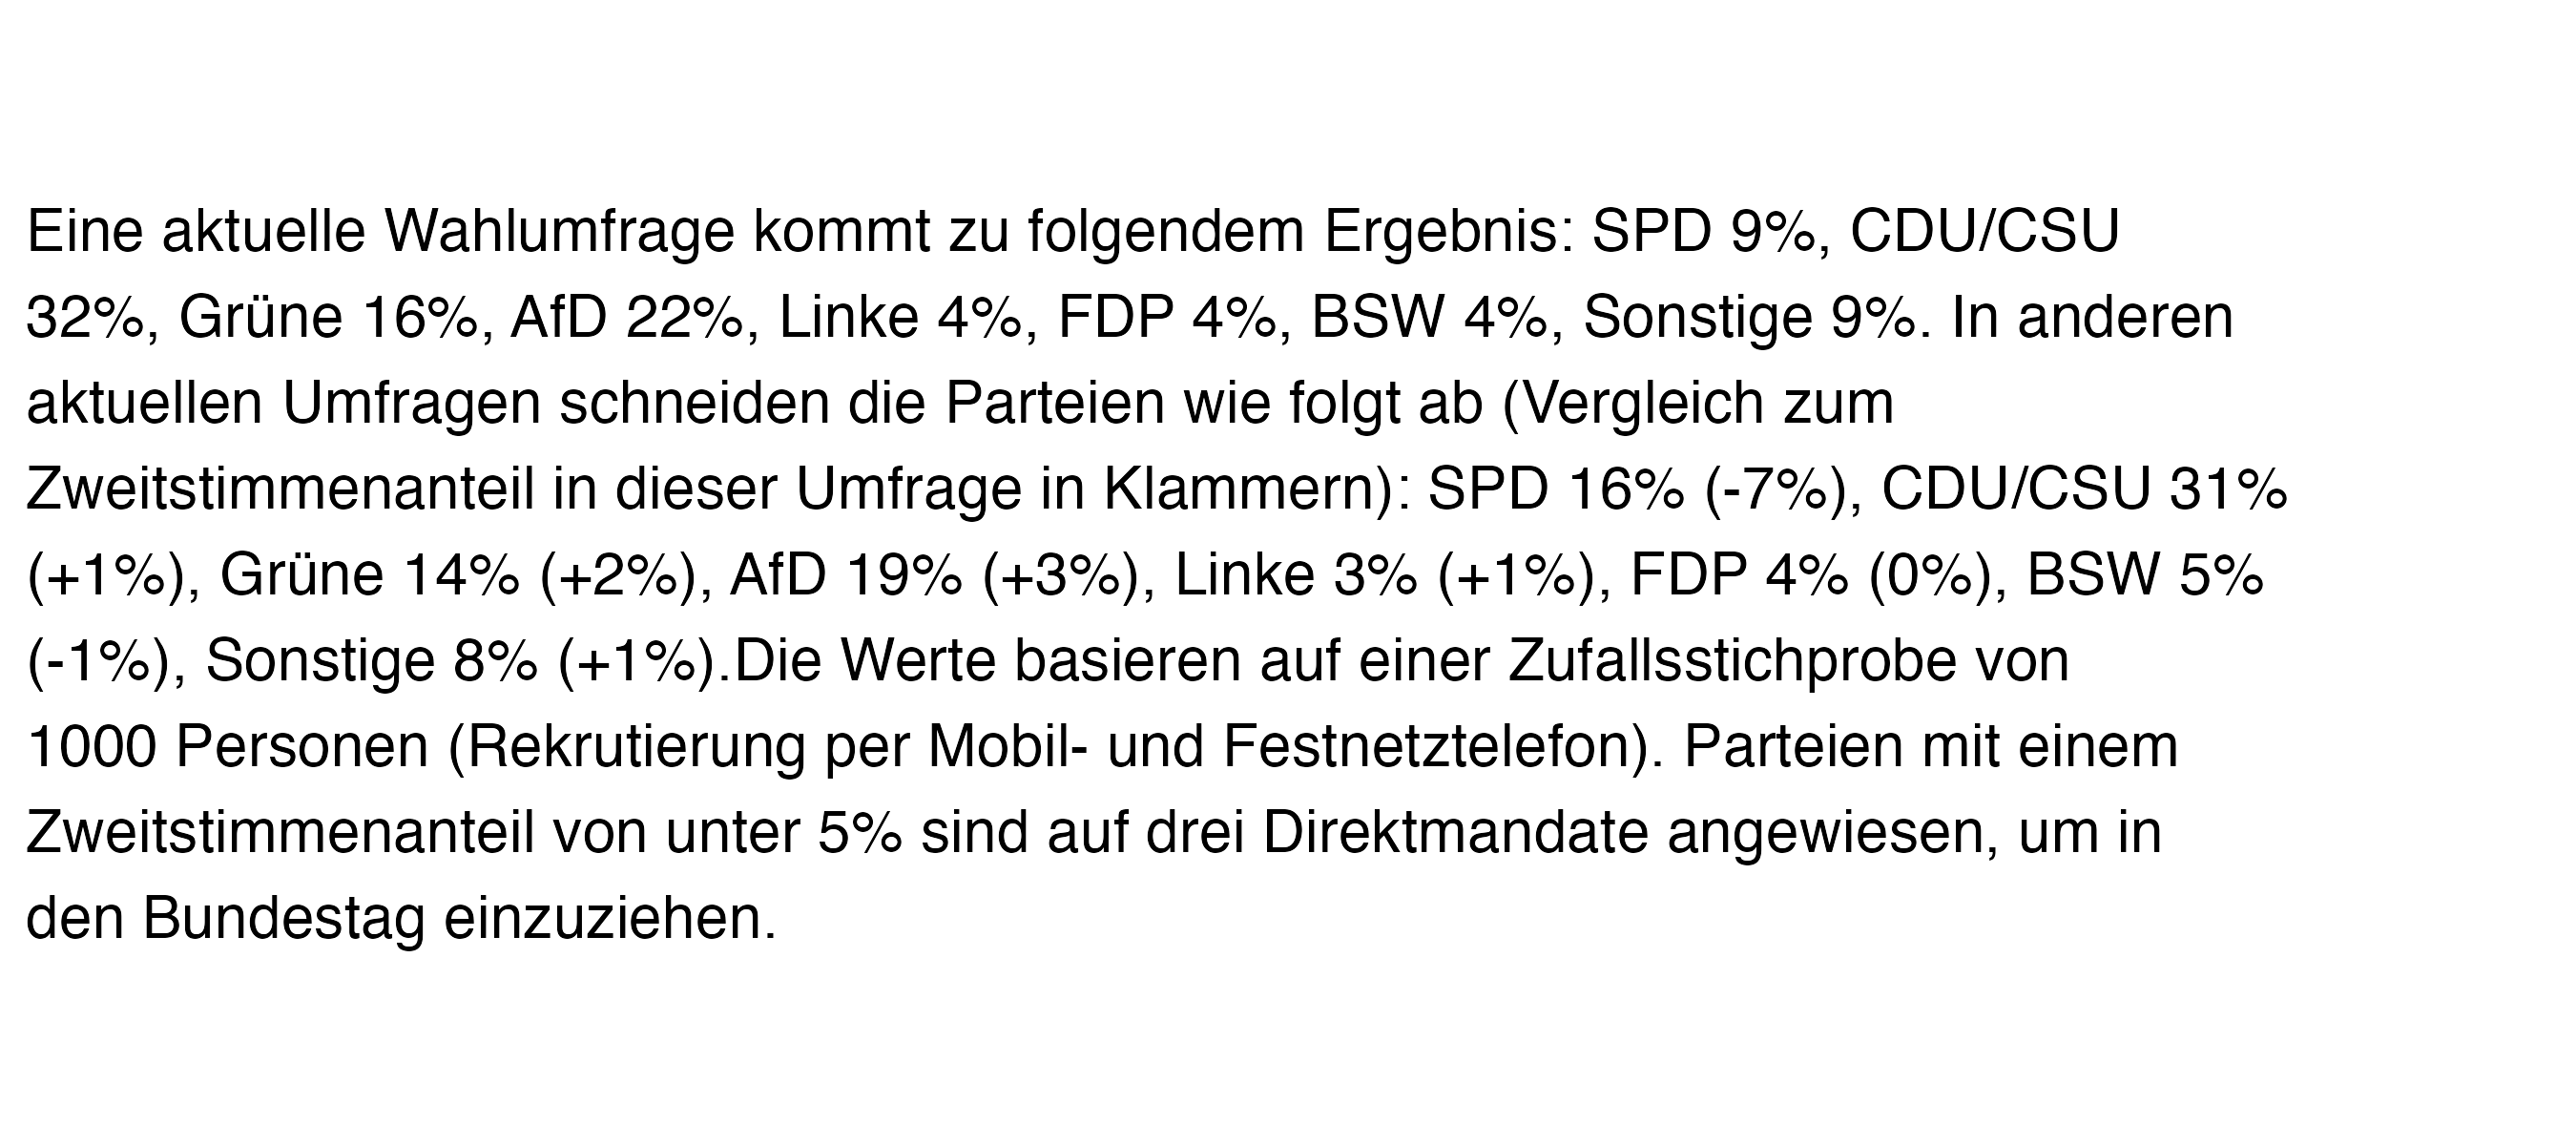 Eine aktuelle Wahlumfrage kommt zu folgendem Ergebnis: SPD 9%, CDU/CSU
32%, Grüne 16%, AfD 22%, Linke 4%, FDP 4%, BSW 4%, Sonstige 9%. In anderen
aktuellen Umfragen schneiden die Parteien wie folgt ab (Vergleich zum
Zweitstimmenanteil in dieser Umfrage in Klammern): SPD 16% (-7%), CDU/CSU 31%
(+1%), Grüne 14% (+2%), AfD 19% (+3%), Linke 3% (+1%), FDP 4% (0%), BSW 5%
(-1%), Sonstige 8% (+1%).Die Werte basieren auf einer Zufallsstichprobe von
1000 Personen (Rekrutierung per Mobil- und Festnetztelefon). Parteien mit einem
Zweitstimmenanteil von unter 5% sind auf drei Direktmandate angewiesen, um in
den Bundestag einzuziehen.